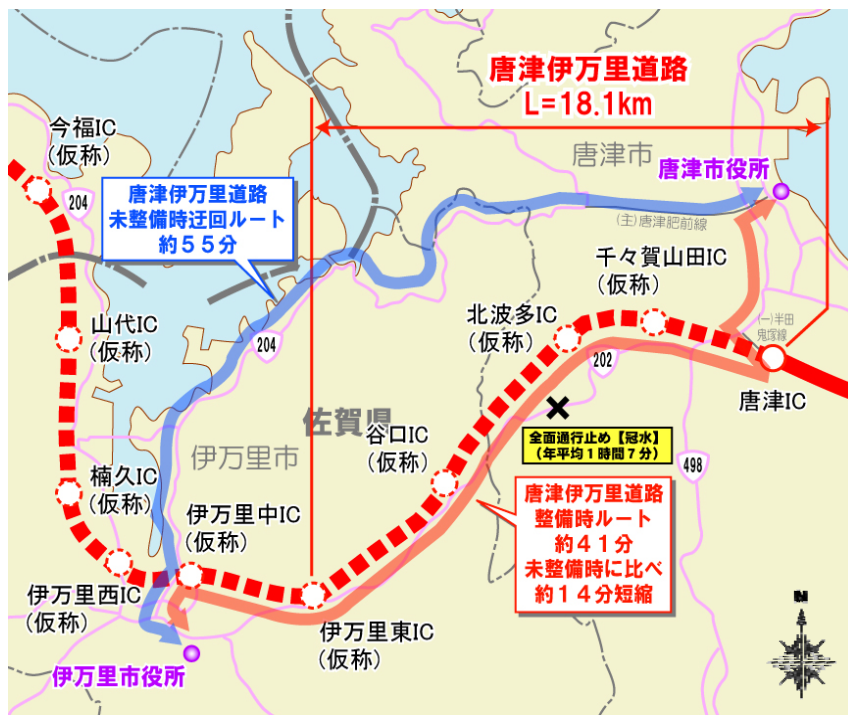 唐津伊万里道路
L=18.1km
唐津市
唐津市役所
今福IC
(仮称)
204
唐津伊万里道路
未整備時迂回ルート
約５５分
(主)唐津肥前線
千々賀山田IC
(仮称)
北波多IC
(仮称)
(一)半田
鬼塚線
山代IC
(仮称)
204
202
唐津IC
佐賀県
谷口IC
(仮称)
全面通行止め【冠水】
（年平均１時間７分）
伊万里市
498
楠久IC
(仮称)
伊万里中IC
(仮称)
唐津伊万里道路
整備時ルート
約４１分
未整備時に比べ
約１４分短縮
伊万里西IC
(仮称)
伊万里東IC
(仮称)
伊万里市役所
N